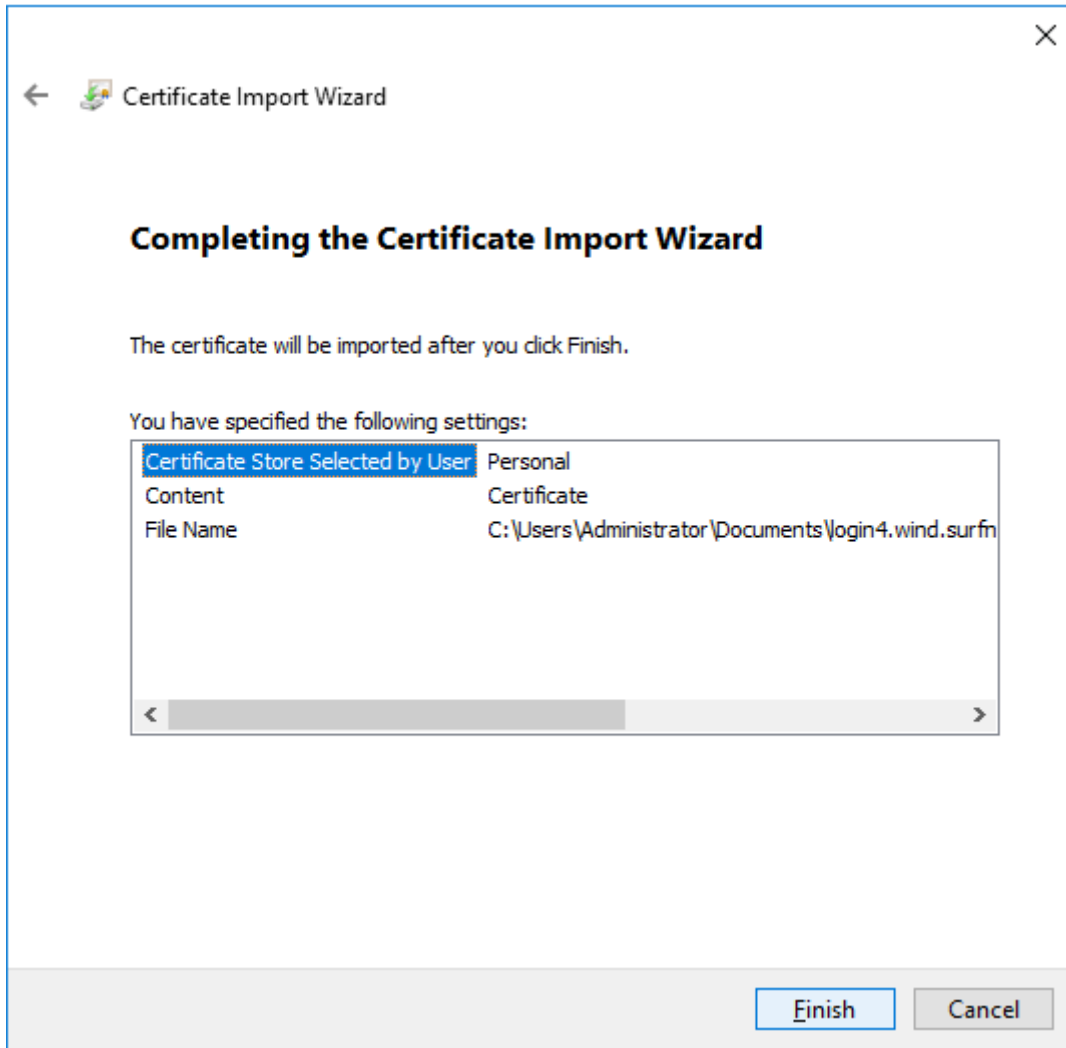 Certificate Import Wizard
Completing the Certificate Import Wizard
The certificate will be imported after you click Finish.
You have specified the following settings:
Certificate Store Selected by User Personal
Content Certificate
File Name C:\Users\Administrator\Documents\login4.wind.surfn
Finish Cancel